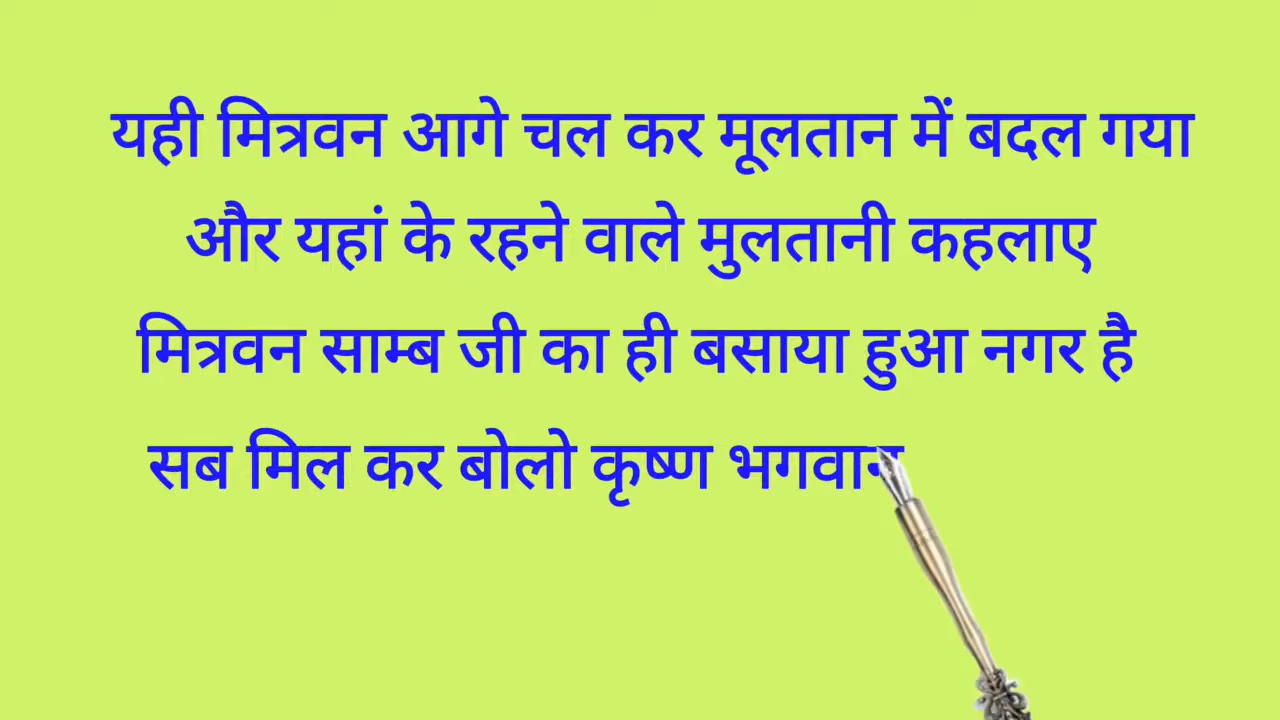 यही मित्रवन आगे चल कर मूलतान में बदल गया
और यहां के रहने वाले मुलतानी कहलाए
मित्रवन साम्ब जी का ही बसाया हुआ नगर है
सब मिल कर बोलो कृष्ण भगवान